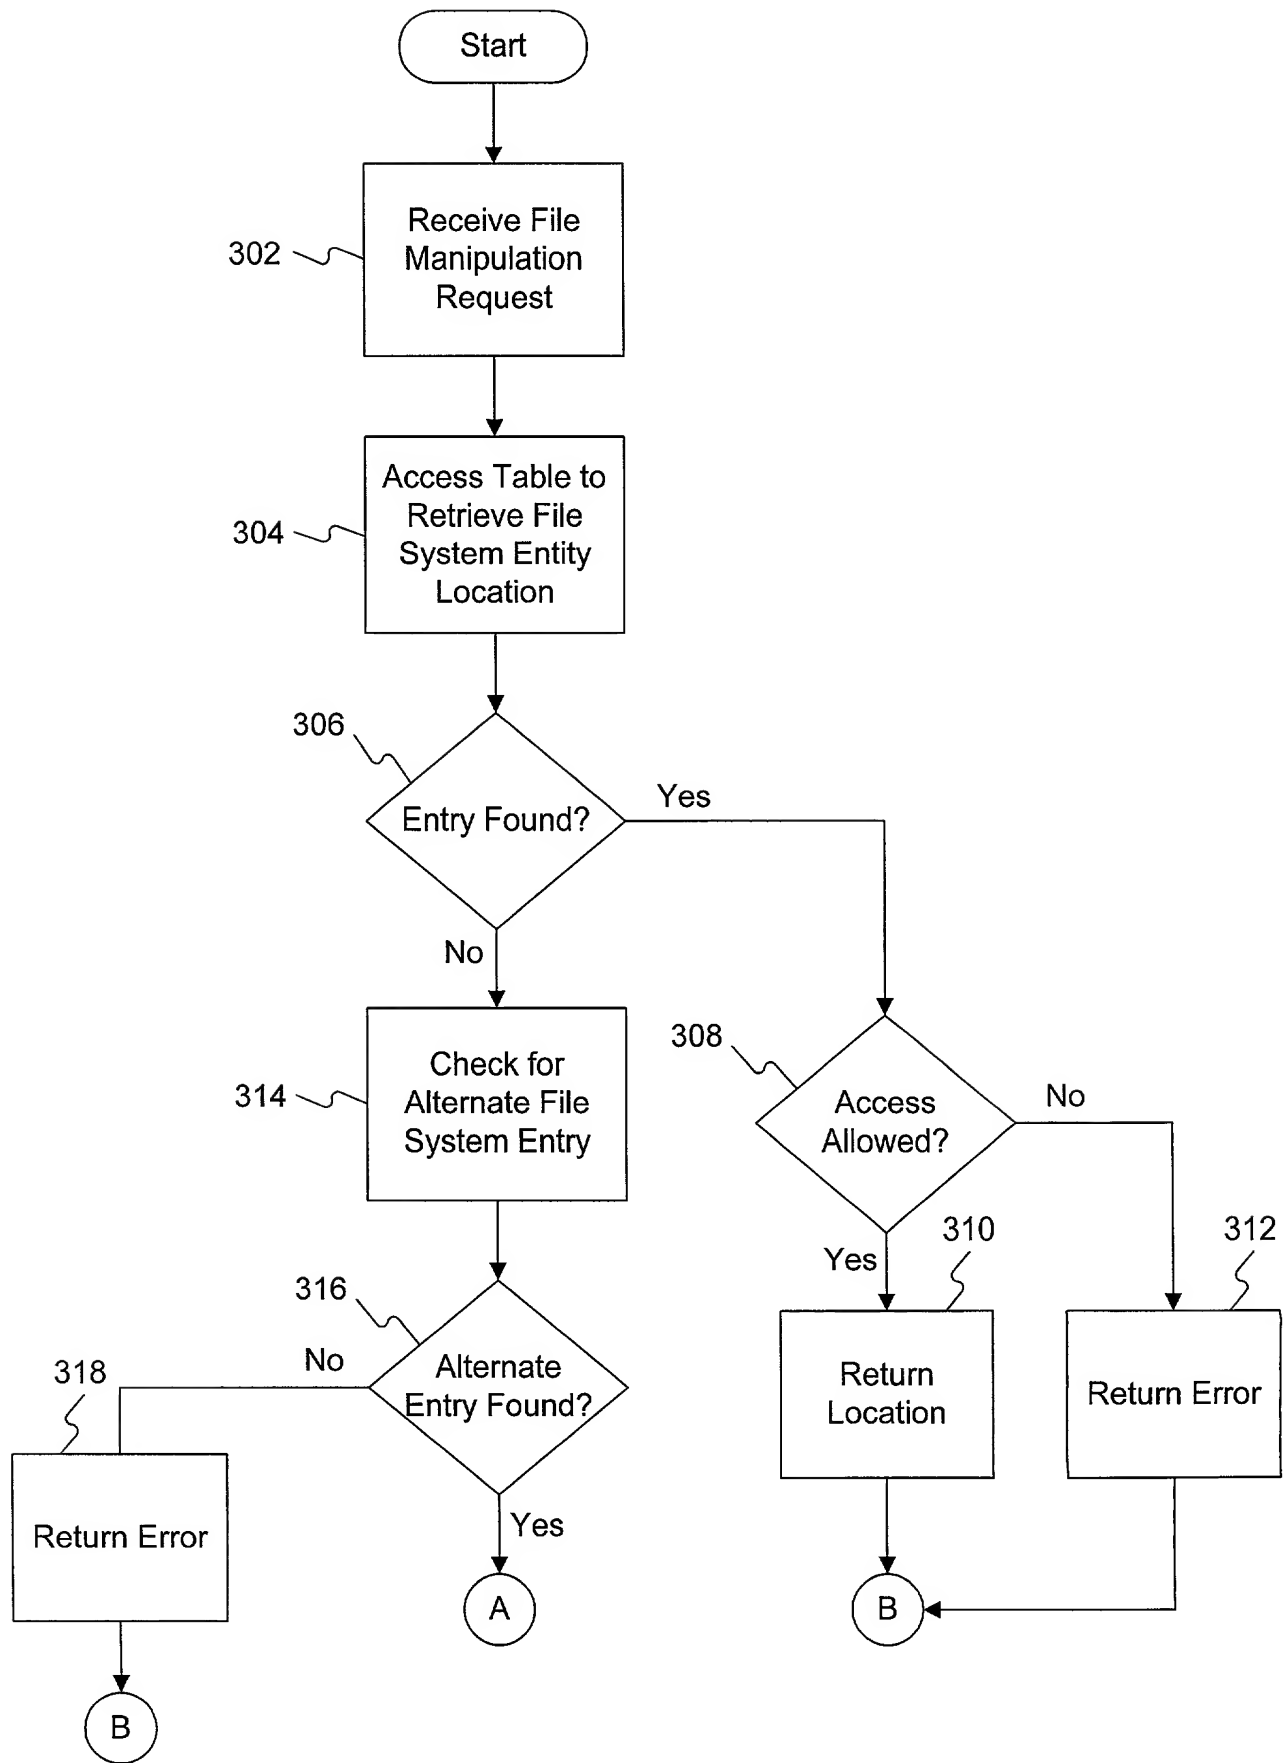 Start
302
Receive File
Manipulation
Request
304
Access Table to
Retrieve File
System Entity
Location
306
Entry Found?
Yes
No
314
Check for
Alternate File
System Entry
308
Access
Allowed?
No
Yes
310
312
Return
Location
Return Error
316
Alternate
Entry Found?
No
Yes
318
Return Error
A
B
B